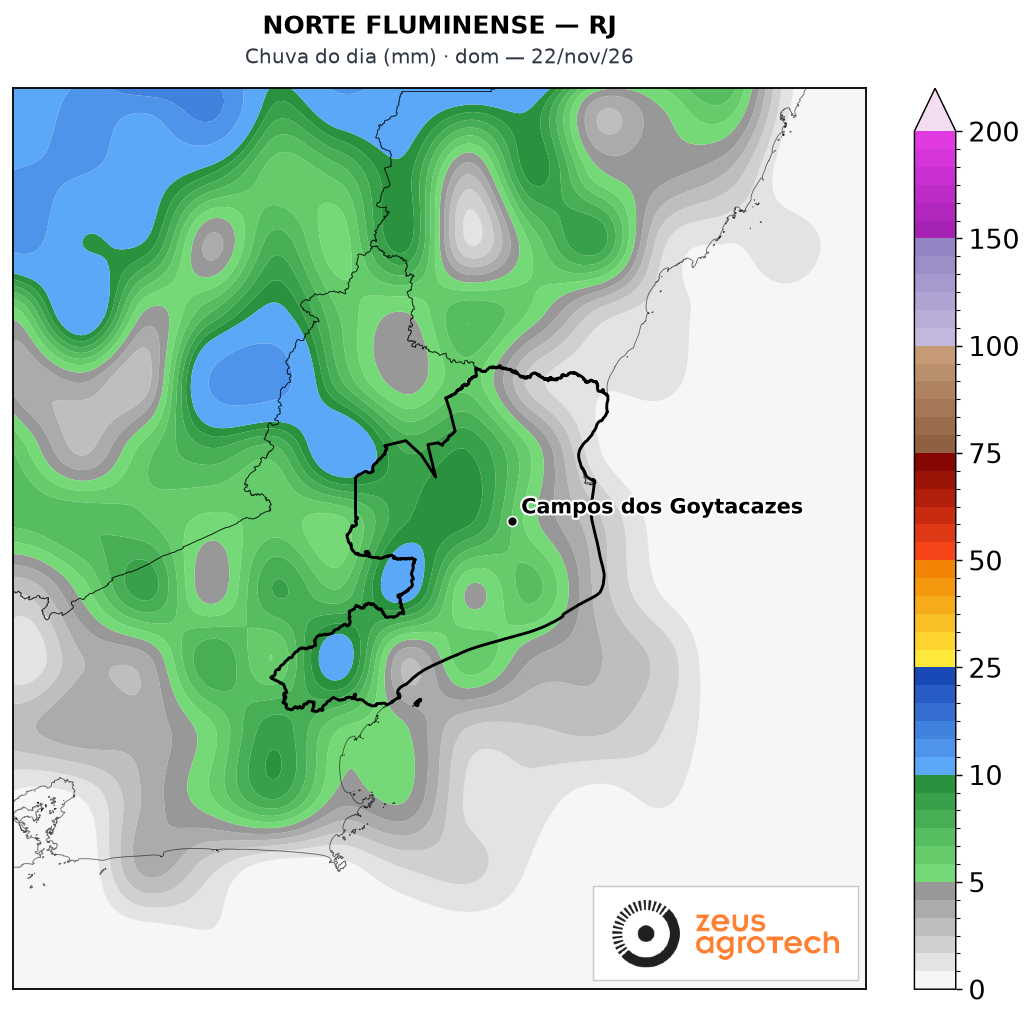 NORTE FLUMINENSE — RJ
Chuva do dia (mm) · dom — 22/nov/26
200
150
100
75
50
25
10
5
0
Campos dos Goytacazes
zeus
agrotech